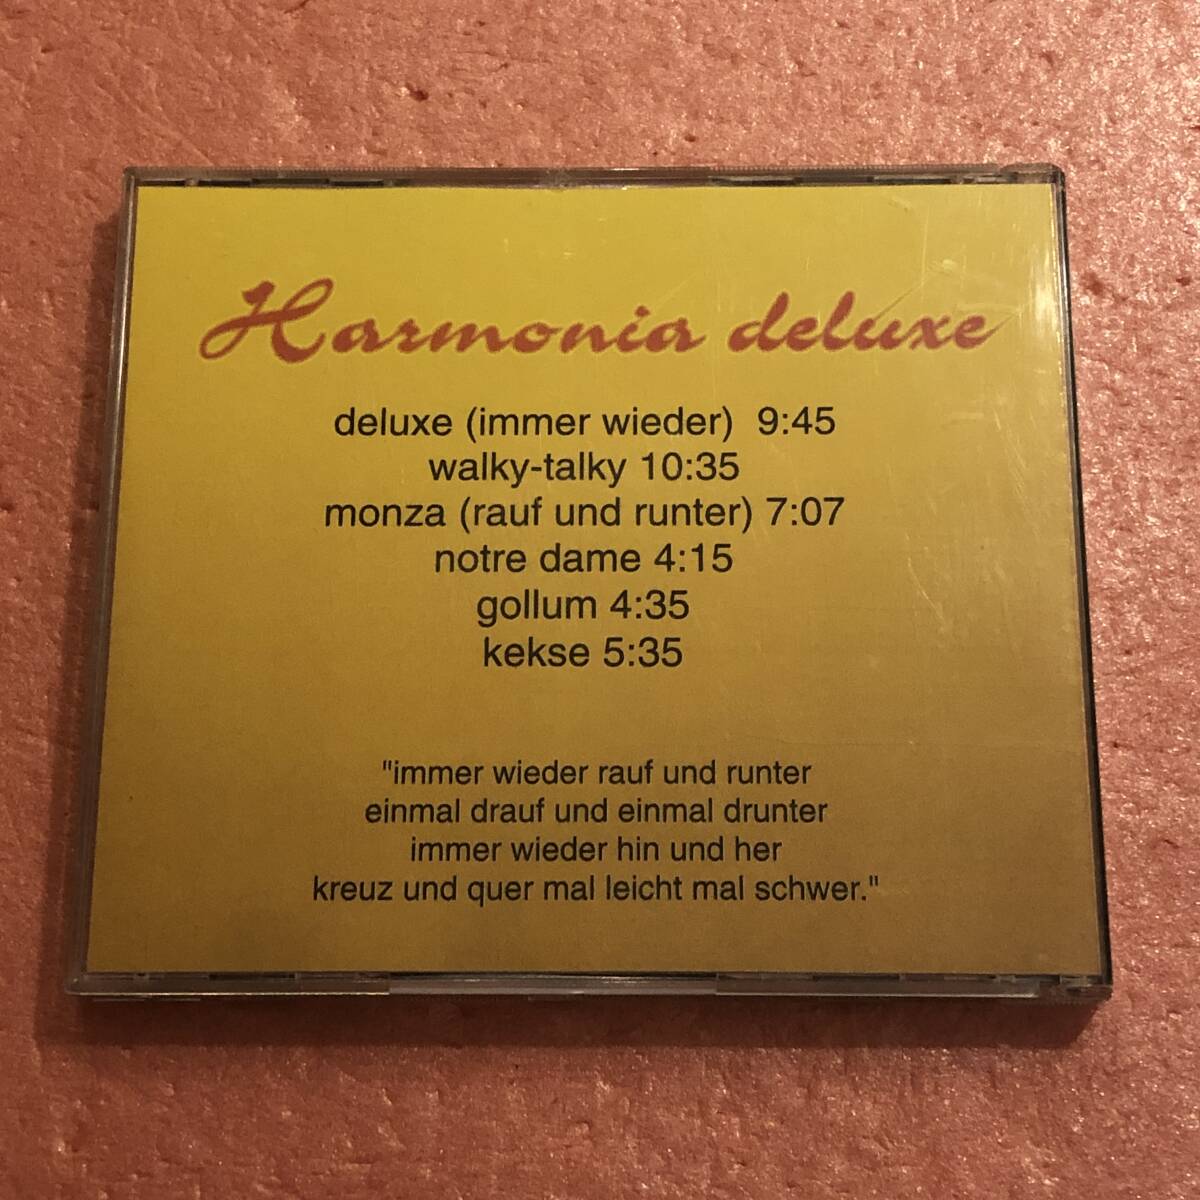 Harmonia deluxe
deluxe (immer wieder) 9:45
walky-talky 10:35
monza (rauf und runter) 7:07
notre dame 4:15
gollum 4:35
kekse 5:35
"immer wieder rauf und runter
einmal drauf und einmal drunter
immer wieder hin und her
kreuz und quer mal leicht mal schwer."